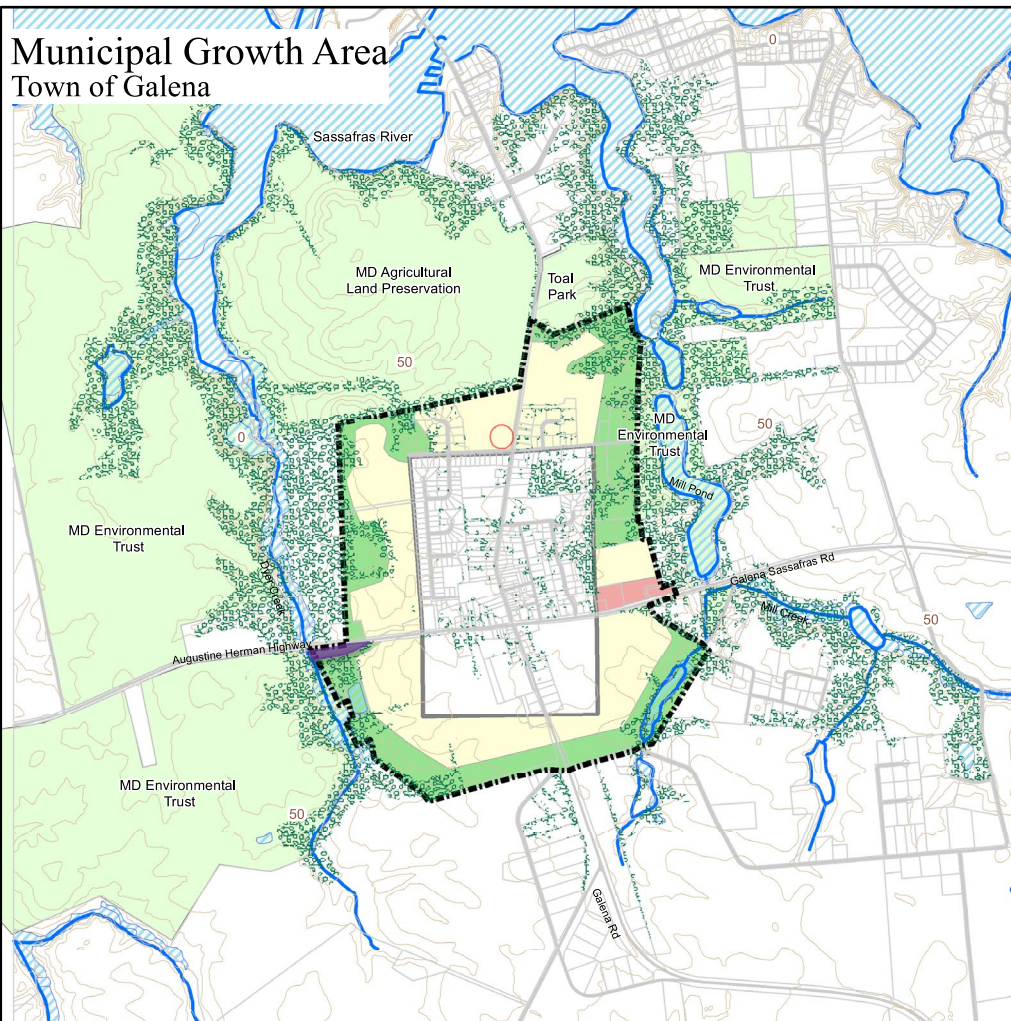 Municipal Growth Area
Town of Galena
0
Sassafras River
MD Agricultural
Land Preservation
Toal
Park
MD Environmental
Trust
50
MD
Environmental
Trust
50
0
Mill Pond
MD Environmental
Trust
Dyer Creek
Galena Sassafras Rd
Mill Creek
50
Augustine Herman Highway
MD Environmental
Trust
50
Galena Rd